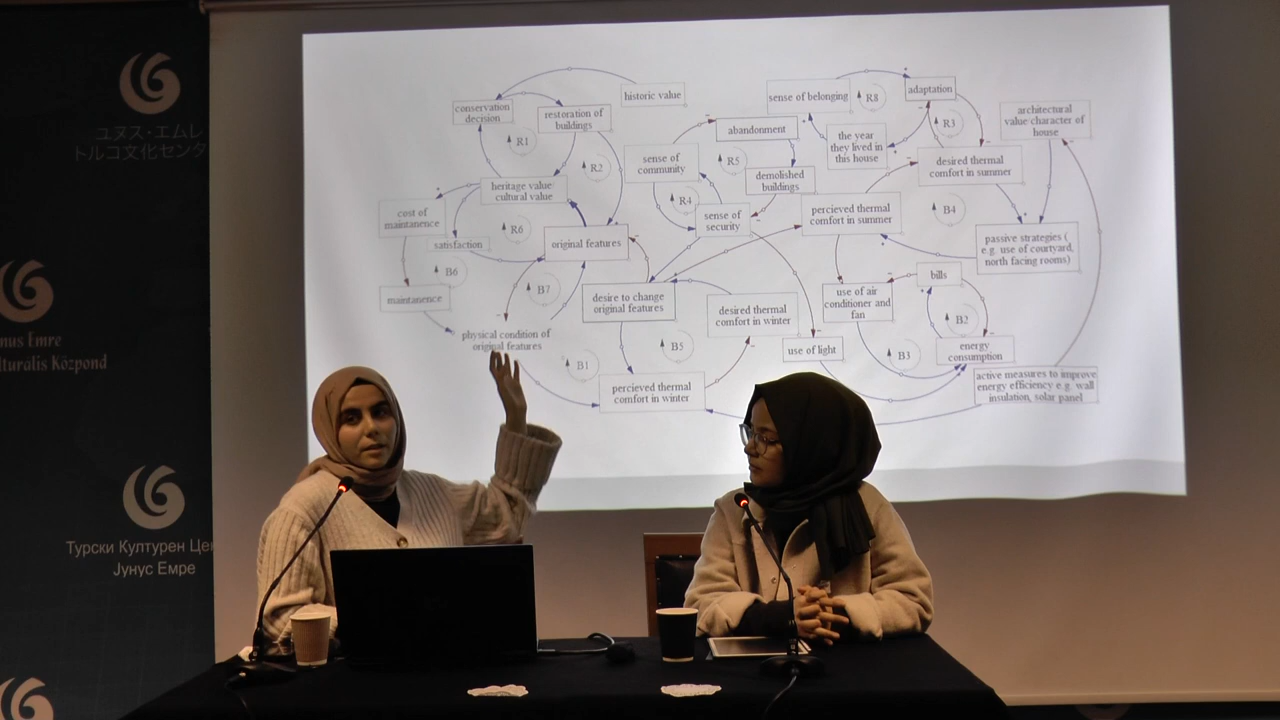 ユヌス・エムレ
トルコ文化センタ
nus Emre
lturalis Közpond
Турски Културен Це
Јунус Емре
historic value
conservation
decision
restoration of
buildings
R1
R2
heritage value/
cultural value
cost of
maintanence
satisfaction
R6
original features
B6
maintanence
B7
physical condition of
original features
B1
sense of
community
abandonment
R5
demolished
buildings
R4
sense of
security
desire to change
original features
desired thermal
comfort in winter
B5
percieved thermal
comfort in winter
sense of belonging
R8
adaptation
the year
they lived in
this house
R3
architectural
value character of
house
desired thermal
comfort in summer
percieved thermal
comfort in summer
B4
passive strategies (
e.g. use of courtyard,
north facing rooms)
use of air
conditioner and
fan
bills
B2
use of light
B3
energy
consumption
active measures to improve
energy efficiency e.g. wall
insulation, solar panel